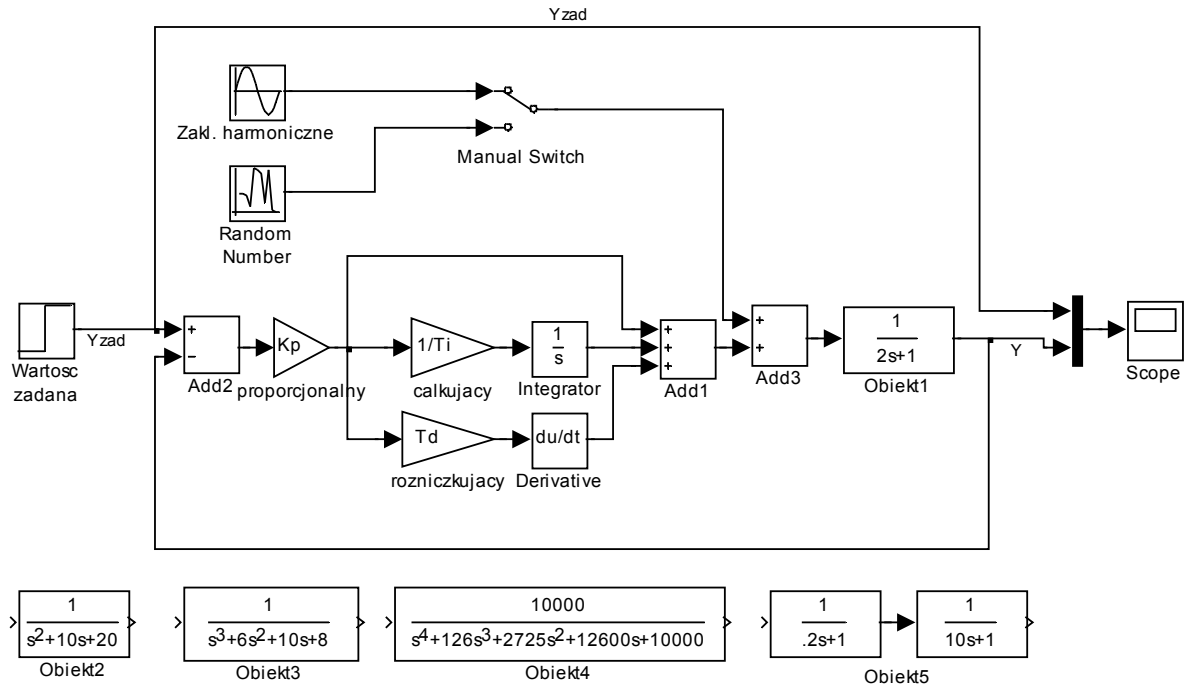 Yzad
Zakl. harmoniczne
Manual Switch
Random
Number
Wartosc
zadana
Yzad
+
−
Add2
Kp
proporcjonalny
1/Ti
calkujacy
1
s
Integrator
Td
rozniczkujacy
du/dt
Derivative
+
+
+
Add1
+
+
Add3
1
2s+1
Obiekt1
Y
Scope
1
s2+10s+20
Obiekt2
1
s3+6s2+10s+8
Obiekt3
10000
s4+126s3+2725s2+12600s+10000
Obiekt4
1
.2s+1
1
10s+1
Obiekt5